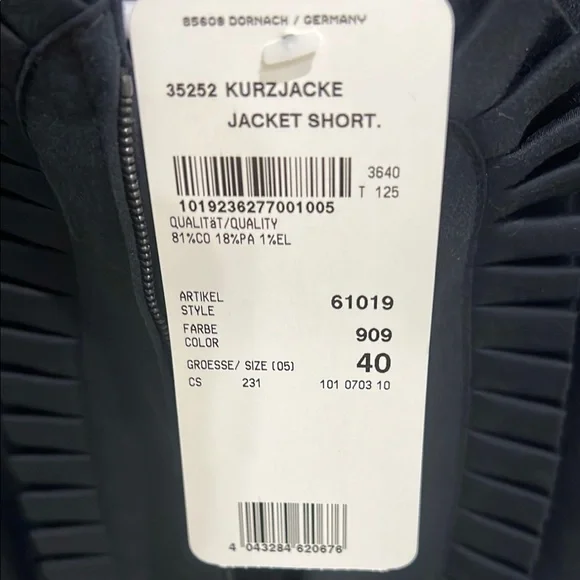 85609 DORNACH / GERMANY
35252 KURZJACKE
JACKET SHORT.
3640
T 125
1019236277001005
QUALITÄT/QUALITY
81%CO 18%PA 1%EL
ARTIKEL
STYLE 61019
FARBE
COLOR 909
GROESSE/ SIZE (05) 40
CS 231 101 0703 10
4 043284 620676